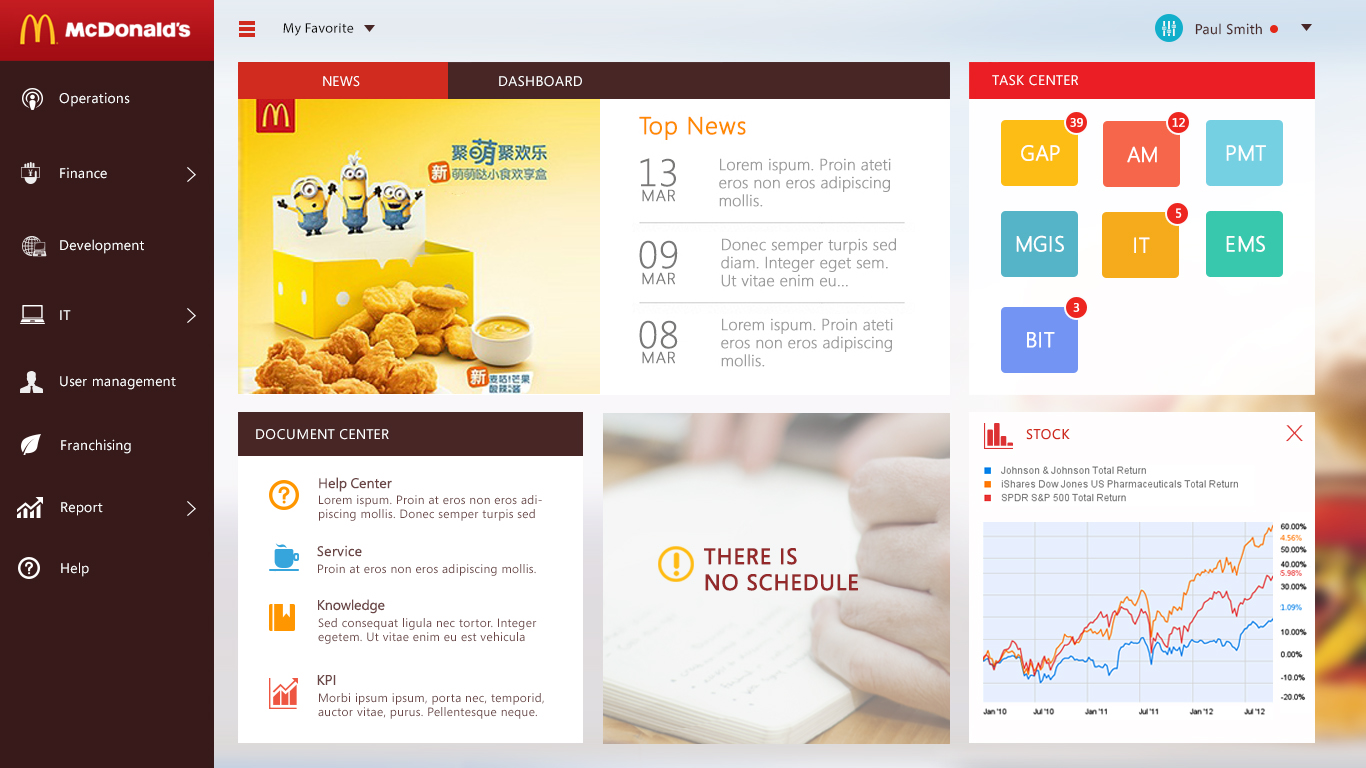 McDonald's
Operations
Finance
Development
IT
User management
Franchising
Report
Help
My Favorite
Paul Smith
NEWS
DASHBOARD
聚萌聚欢乐
新 萌萌哒小食欢享盒
新
Top News
13
MAR
Lorem ispum. Proin ateti
eros non eros adipiscing
mollis.
09
MAR
Donec semper turpis sed
diam. Integer eget sem.
Ut vitae enim eu...
08
MAR
Lorem ispum. Proin ateti
eros non eros adipiscing
mollis.
TASK CENTER
GAP
39
AM
12
PMT
MGIS
IT
5
EMS
BIT
3
DOCUMENT CENTER
Help Center
Lorem ispum. Proin at eros non eros adi-
piscing mollis. Donec semper turpis sed
Service
Proin at eros non eros adipiscing mollis.
Knowledge
Sed consequat ligula nec tortor. Integer
egetem. Ut vitae enim eu est vehicula
KPI
Morbi ipsum ipsum, porta nec, temporid,
auctor vitae, purus. Pellentesque neque.
THERE IS
NO SCHEDULE
STOCK
Johnson & Johnson Total Return
iShares Dow Jones US Pharmaceuticals Total Return
SPDR S&P 500 Total Return
60.00%
4.56%
50.00%
40.00%
5.98%
30.00%
1.09%
10.00%
0.00%
-10.0%
-20.0%
Jan '10
Jul '10
Jan '11
Jul '11
Jan '12
Jul '12